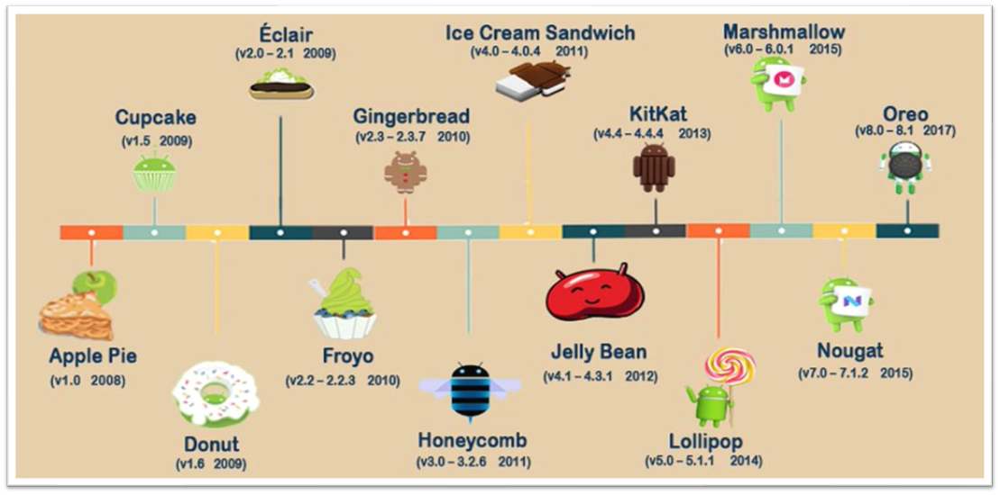 Apple Pie
(v1.0 2008)
Cupcake
(v1.5 2009)
Donut
(v1.6 2009)
Éclair
(v2.0 – 2.1 2009)
Froyo
(v2.2 – 2.2.3 2010)
Gingerbread
(v2.3 – 2.3.7 2010)
Honeycomb
(v3.0 – 3.2.6 2011)
Ice Cream Sandwich
(v4.0 – 4.0.4 2011)
Jelly Bean
(v4.1 – 4.3.1 2012)
KitKat
(v4.4 – 4.4.4 2013)
Lollipop
(v5.0 – 5.1.1 2014)
Marshmallow
(v6.0 – 6.0.1 2015)
M
Nougat
(v7.0 – 7.1.2 2015)
N
Oreo
(v8.0 – 8.1 2017)